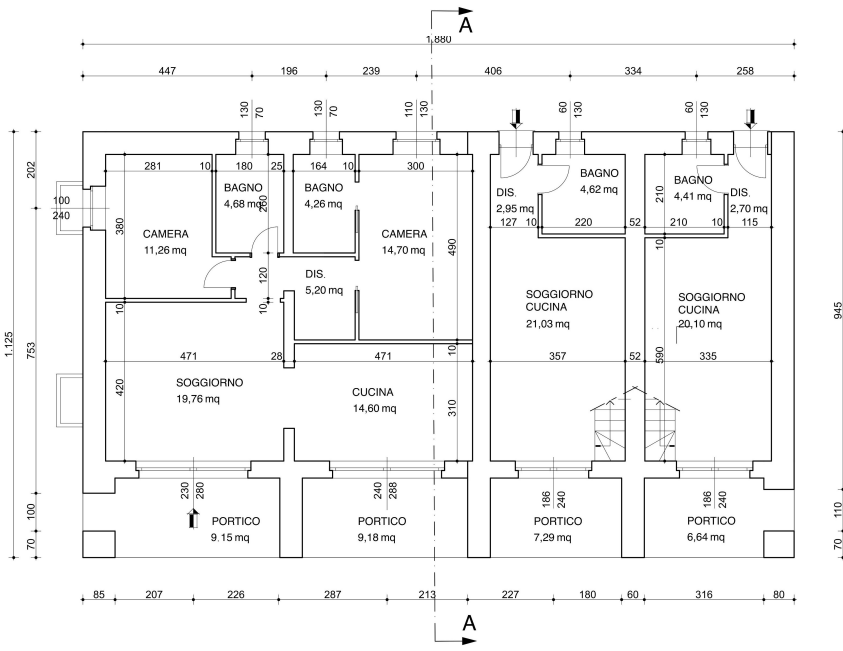 A
1.880
447 196 239 406 334 258
130
70
130
70
110
130
60
130
60
130
202
753
100
70
1.125
945
110
70
100
240
281 10 180 25 164 10 300
BAGNO
4,68 mq
260
BAGNO
4,26 mq
BAGNO
4,62 mq
BAGNO
4,41 mq
210
DIS.
2,95 mq
DIS.
2,70 mq
127 10 220 52 210 10 115
380
CAMERA
11,26 mq
CAMERA
14,70 mq
490
120
DIS.
5,20 mq
10
10
10
10
SOGGIORNO
CUCINA
21,03 mq
SOGGIORNO
CUCINA
20,10 mq
471 28 471 357 52 335
590
420
SOGGIORNO
19,76 mq
CUCINA
14,60 mq
310
230
280
240
288
186
240
186
240
PORTICO
9.15 mq
PORTICO
9,18 mq
PORTICO
7,29 mq
PORTICO
6,64 mq
85 207 226 287 213 227 180 60 316 80
A